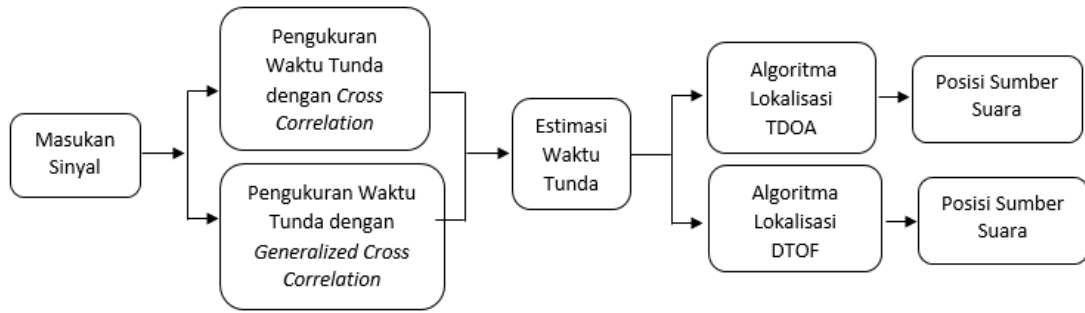 Masukan
Sinyal
Pengukuran
Waktu Tunda
dengan Cross
Correlation
Pengukuran Waktu
Tunda dengan
Generalized Cross
Correlation
Estimasi
Waktu
Tunda
Algoritma
Lokalisasi
TDOA
Posisi Sumber
Suara
Algoritma
Lokalisasi
DTOF
Posisi Sumber
Suara